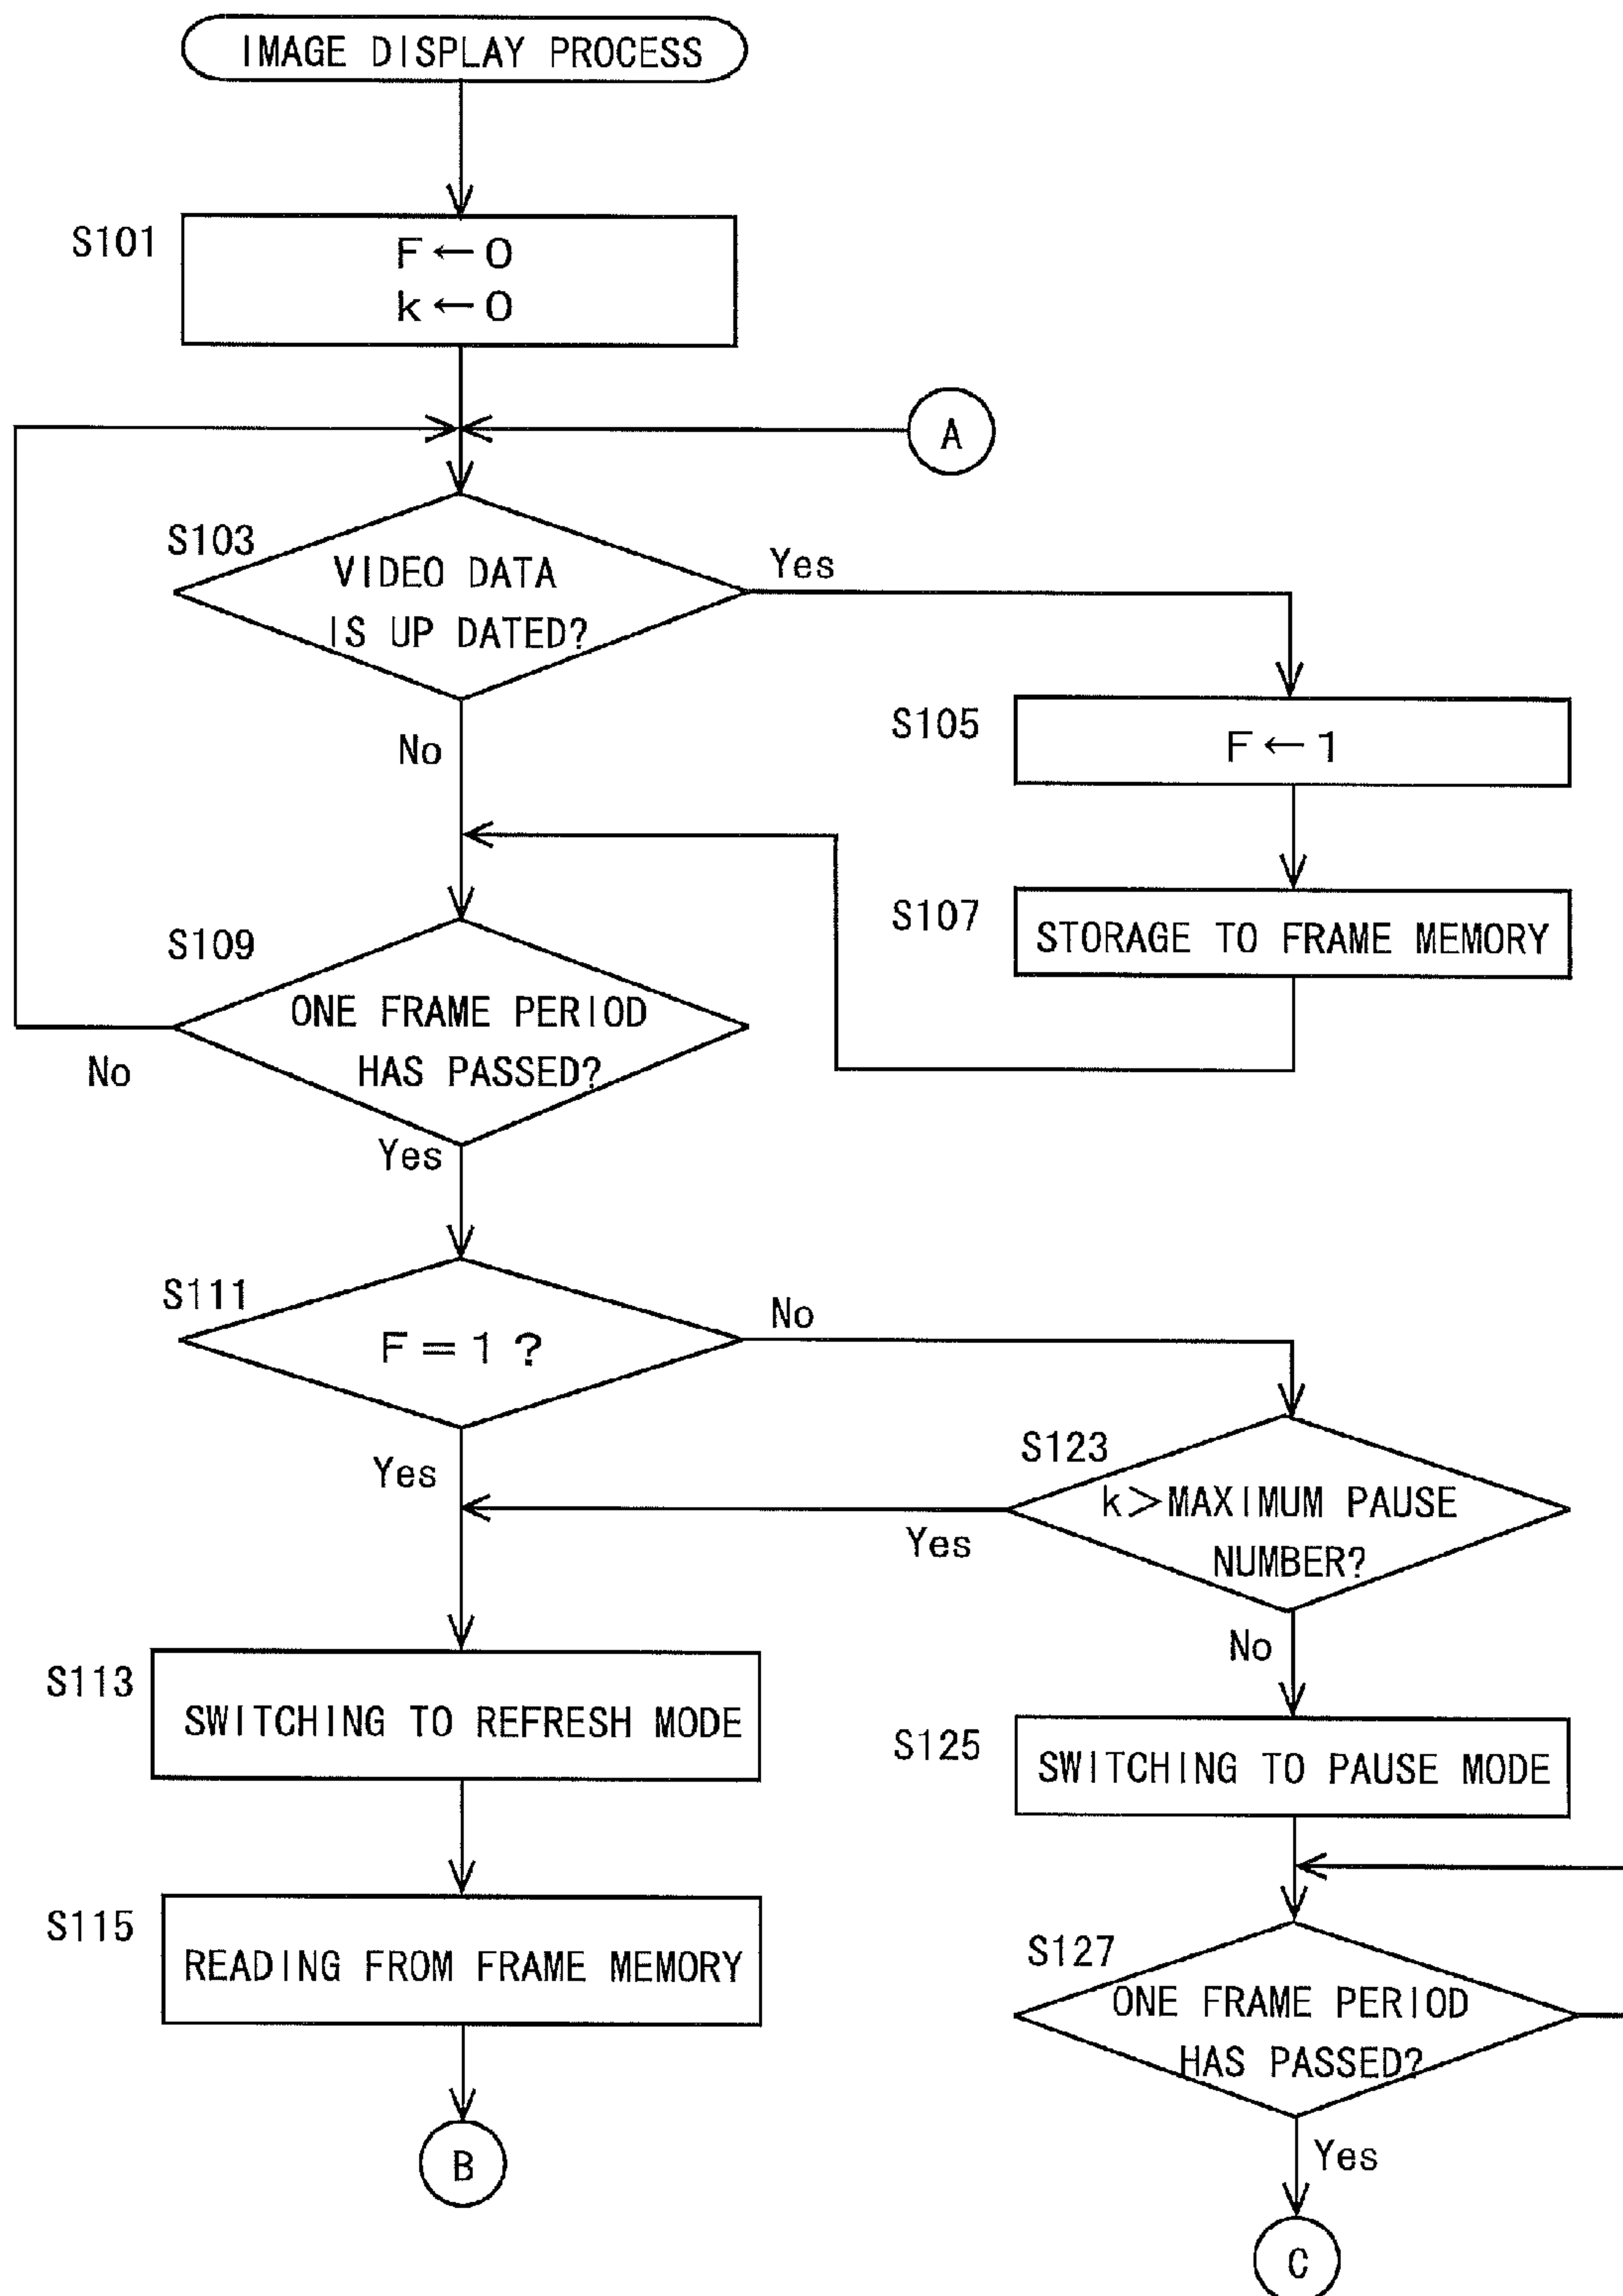 IMAGE DISPLAY PROCESS
S101
F←0
k←0
A
S103
VIDEO DATA
IS UP DATED?
Yes
No
S105
F←1
S107
STORAGE TO FRAME MEMORY
S109
ONE FRAME PERIOD
HAS PASSED?
No
Yes
S111
F=1?
No
Yes
S123
k>MAXIMUM PAUSE
NUMBER?
Yes
No
S113
SWITCHING TO REFRESH MODE
S125
SWITCHING TO PAUSE MODE
S115
READING FROM FRAME MEMORY
S127
ONE FRAME PERIOD
HAS PASSED?
Yes
B
C